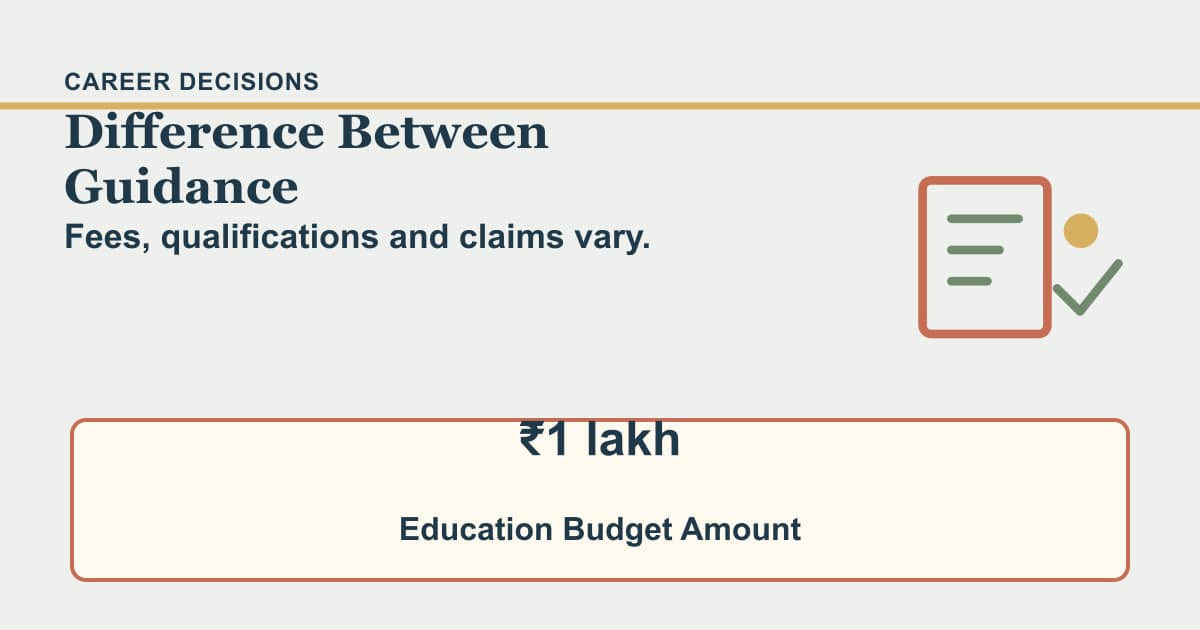 CAREER DECISIONS
Difference Between
Guidance
Fees, qualifications and claims vary.
₹1 lakh
Education Budget Amount